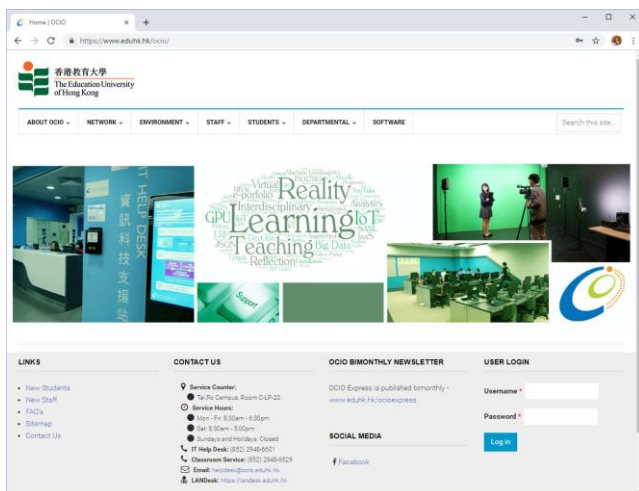 Home | OCIO
https://www.eduhk.hk/ocio/
香港教育大學
The Education University
of Hong Kong
ABOUT OCIO
NETWORK
ENVIRONMENT
STAFF
STUDENTS
DEPARTMENTAL
SOFTWARE
Search this site...
IT HELP DESK
資訊科技支援站
Virtual
Reality
e-portfolio
Interdisciplinary
Analytics
GPU
Learning
IoT
Teaching
Big Data
Reflection
Support
LINKS
New Students
New Staff
FAQ's
Sitemap
Contact Us
CONTACT US
Service Counter:
Tai Po Campus, Room C-LP-20
Service Hours:
Mon - Fri: 8:30am - 6:30pm
Sat: 8:30am - 5:00pm
Sundays and Holidays: Closed
IT Help Desk: (852) 2948-6601
Classroom Service: (852) 2948-6529
Email: helpdesk@ocio.eduhk.hk
LANDesk: https://landesk.eduhk.hk
OCIO BIMONTHLY NEWSLETTER
OCIO Express is published bimonthly -
www.eduhk.hk/ocioexpress
SOCIAL MEDIA
Facebook
USER LOGIN
Username *
Password *
Log in